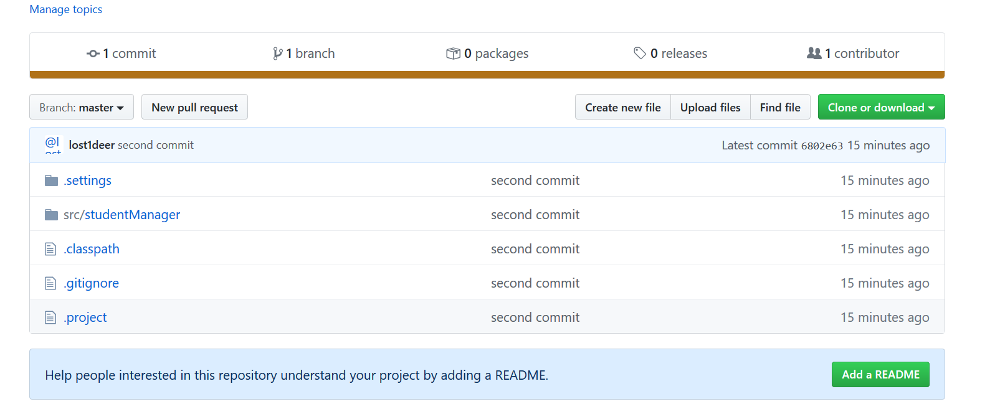 Manage topics
1 commit 1 branch 0 packages 0 releases 1 contributor
Branch: master New pull request Create new file Upload files Find file Clone or download
@l lost1deer second commit Latest commit 6802e63 15 minutes ago
.settings second commit 15 minutes ago
src/studentManager second commit 15 minutes ago
.classpath second commit 15 minutes ago
.gitignore second commit 15 minutes ago
.project second commit 15 minutes ago
Help people interested in this repository understand your project by adding a README. Add a README